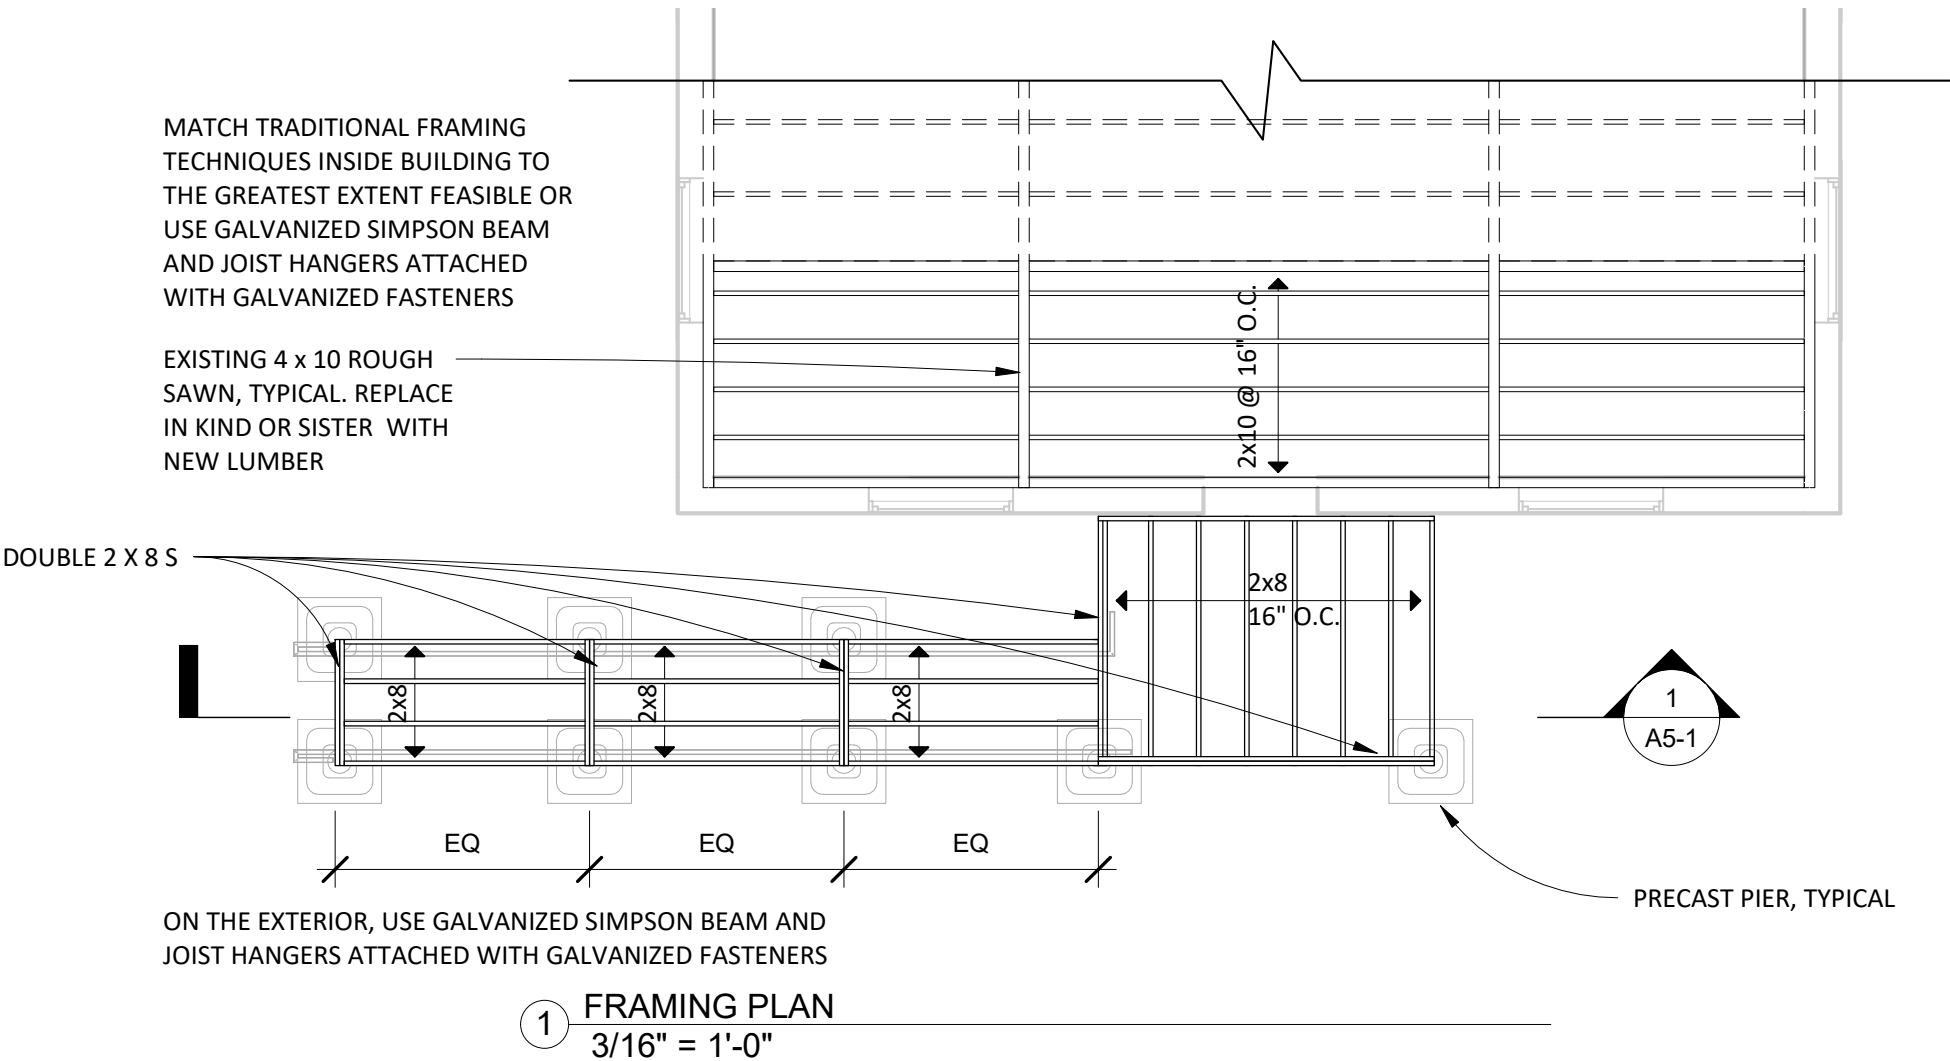 MATCH TRADITIONAL FRAMING
TECHNIQUES INSIDE BUILDING TO
THE GREATEST EXTENT FEASIBLE OR
USE GALVANIZED SIMPSON BEAM
AND JOIST HANGERS ATTACHED
WITH GALVANIZED FASTENERS
EXISTING 4 x 10 ROUGH
SAWN, TYPICAL. REPLACE
IN KIND OR SISTER WITH
NEW LUMBER
2x10 @ 16" O.C.
DOUBLE 2 X 8 S
2x8
16" O.C.
2x8
2x8
2x8
1
A5-1
EQ
EQ
EQ
PRECAST PIER, TYPICAL
ON THE EXTERIOR, USE GALVANIZED SIMPSON BEAM AND
JOIST HANGERS ATTACHED WITH GALVANIZED FASTENERS
1
FRAMING PLAN
3/16" = 1'-0"